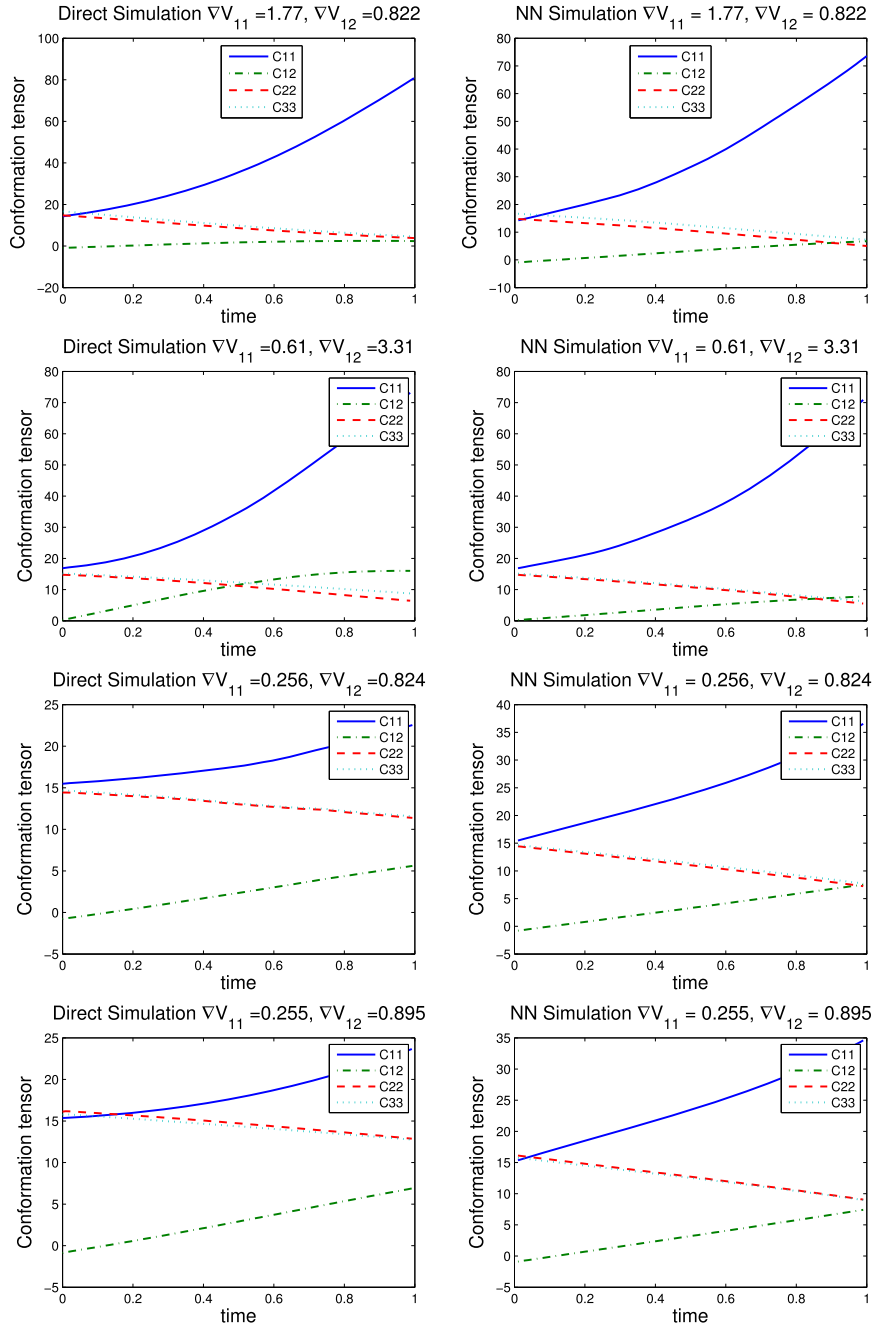 Direct Simulation ∇V11 =1.77, ∇V12 =0.822
100
80
60
40
20
0
−20
0 0.2 0.4 0.6 0.8 1
time
Conformation tensor
C11
C12
C22
C33
NN Simulation ∇V11 = 1.77, ∇V12 = 0.822
80
70
60
50
40
30
20
10
0
−10
0 0.2 0.4 0.6 0.8 1
time
Conformation tensor
C11
C12
C22
C33
Direct Simulation ∇V11 =0.61, ∇V12 =3.31
80
70
60
50
40
30
20
10
0
0 0.2 0.4 0.6 0.8 1
time
Conformation tensor
C11
C12
C22
C33
NN Simulation ∇V11 = 0.61, ∇V12 = 3.31
80
70
60
50
40
30
20
10
0
0 0.2 0.4 0.6 0.8 1
time
Conformation tensor
C11
C12
C22
C33
Direct Simulation ∇V11 =0.256, ∇V12 =0.824
25
20
15
10
5
0
−5
0 0.2 0.4 0.6 0.8 1
time
Conformation tensor
C11
C12
C22
C33
NN Simulation ∇V11 = 0.256, ∇V12 = 0.824
40
35
30
25
20
15
10
5
0
−5
0 0.2 0.4 0.6 0.8 1
time
Conformation tensor
C11
C12
C22
C33
Direct Simulation ∇V11 =0.255, ∇V12 =0.895
25
20
15
10
5
0
−5
0 0.2 0.4 0.6 0.8 1
time
Conformation tensor
C11
C12
C22
C33
NN Simulation ∇V11 = 0.255, ∇V12 = 0.895
35
30
25
20
15
10
5
0
−5
0 0.2 0.4 0.6 0.8 1
time
Conformation tensor
C11
C12
C22
C33